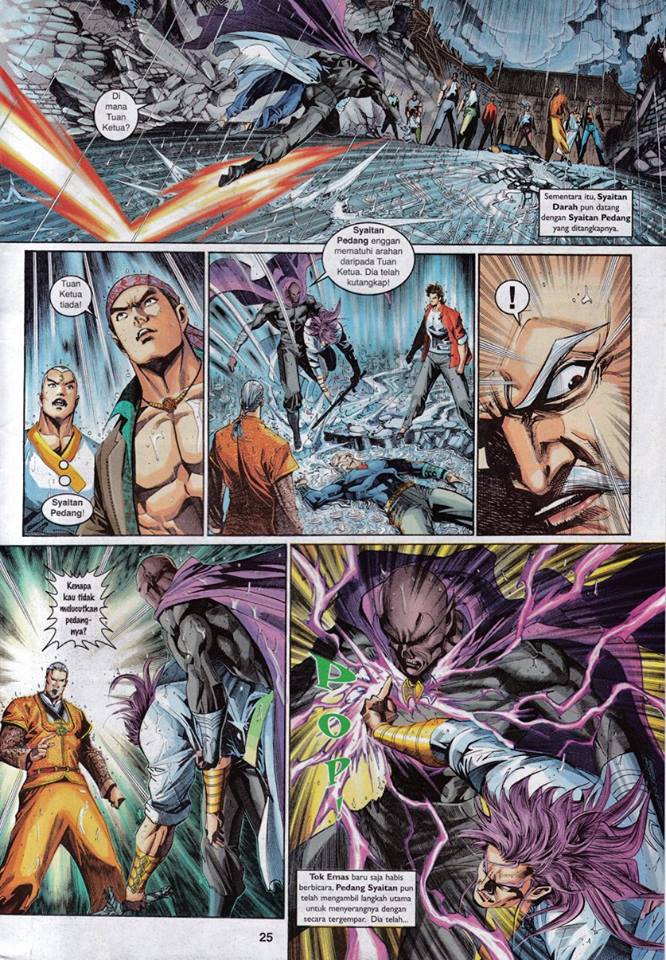 Di
mana
Tuan
Ketua?
Sementara itu, Syaitan
Darah pun datang
dengan Syaitan Pedang
yang ditangkapnya.
Tuan
Ketua
tiada!
Syaitan
Pedang!
Syaitan
Pedang enggan
mematuhi arahan
daripada Tuan
Ketua. Dia telah
kutangkap!
!
Kenapa
kau tidak
melucutkan
pedang-
nya?
POP!
Tok Emas baru saja habis
berbicara, Pedang Syaitan pun
telah mengambil langkah utama
untuk menyerangnya dengan
secara tergempar. Dia telah...
25